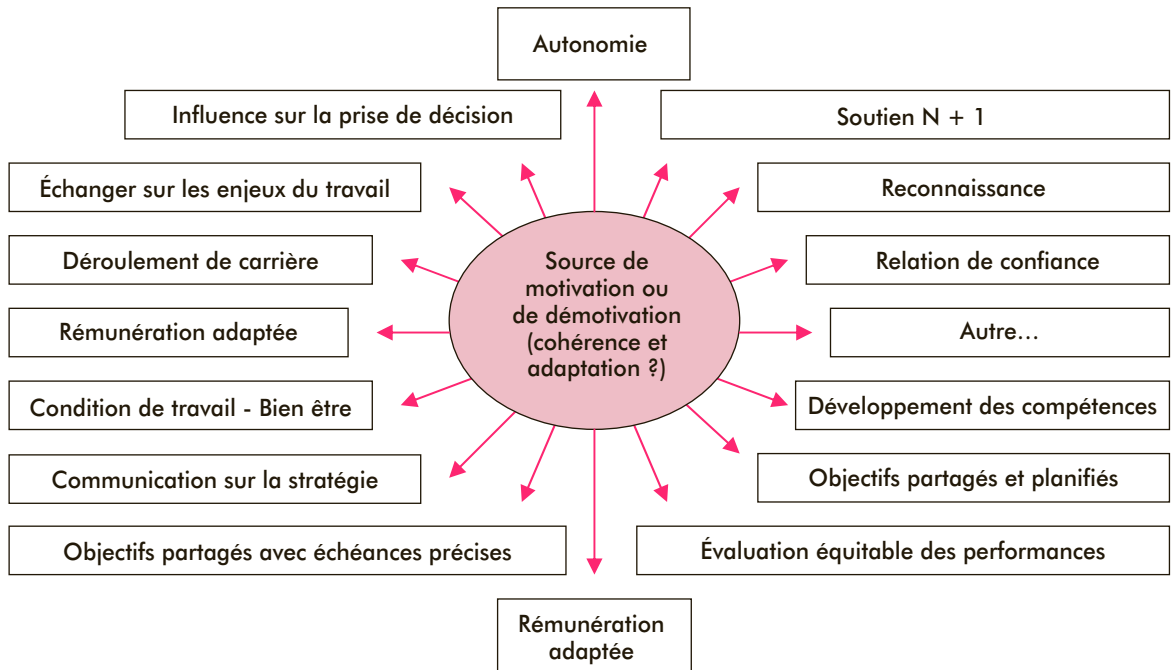 Autonomie
Influence sur la prise de décision
Soutien N + 1
Échanger sur les enjeux du travail
Reconnaissance
Déroulement de carrière
Relation de confiance
Source de
motivation ou
de démotivation
(cohérence et
adaptation ?)
Rémunération adaptée
Autre…
Condition de travail - Bien être
Développement des compétences
Communication sur la stratégie
Objectifs partagés et planifiés
Objectifs partagés avec échéances précises
Évaluation équitable des performances
Rémunération
adaptée